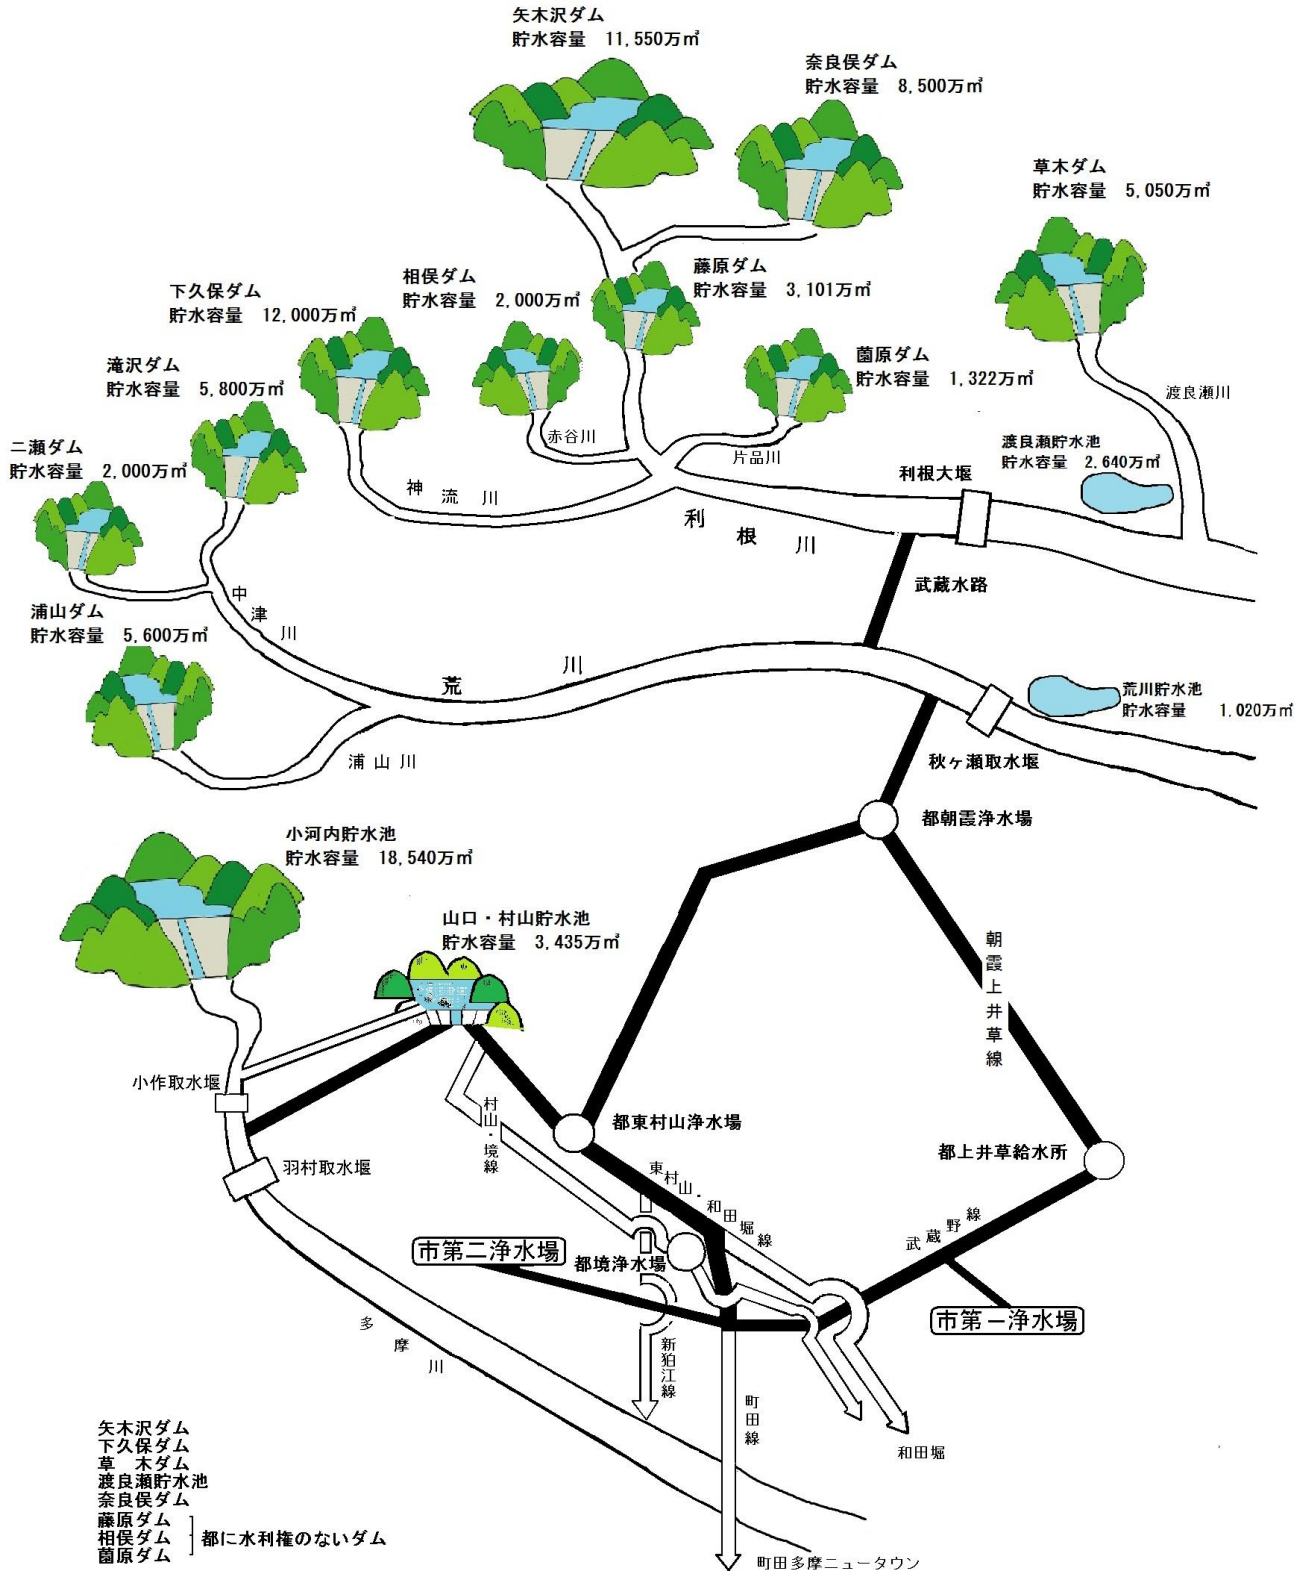 矢木沢ダム
貯水容量 11,550万㎥
奈良俣ダム
貯水容量 8,500万㎥
草木ダム
貯水容量 5,050万㎥
藤原ダム
貯水容量 3,101万㎥
相俣ダム
貯水容量 2,000万㎥
下久保ダム
貯水容量 12,000万㎥
薗原ダム
貯水容量 1,322万㎥
滝沢ダム
貯水容量 5,800万㎥
渡良瀬川
赤谷川
片品川
渡良瀬貯水池
貯水容量 2,640万㎥
二瀬ダム
貯水容量 2,000万㎥
利根大堰
神流川
利根川
武蔵水路
中津川
浦山ダム
貯水容量 5,600万㎥
荒川
荒川貯水池
貯水容量 1,020万㎥
浦山川
秋ヶ瀬取水堰
都朝霞浄水場
小河内貯水池
貯水容量 18,540万㎥
山口・村山貯水池
貯水容量 3,435万㎥
朝霞上井草線
小作取水堰
村山・境線
都東村山浄水場
都上井草給水所
羽村取水堰
東村山・和田堀線
武蔵野線
市第二浄水場
都境浄水場
市第一浄水場
多摩川
新狛江線
町田線
和田堀
矢木沢ダム
下久保ダム
草 木ダム
渡良瀬貯水池
奈良俣ダム
藤原ダム
相俣ダム 都に水利権のないダム
薗原ダム
町田多摩ニュータウン